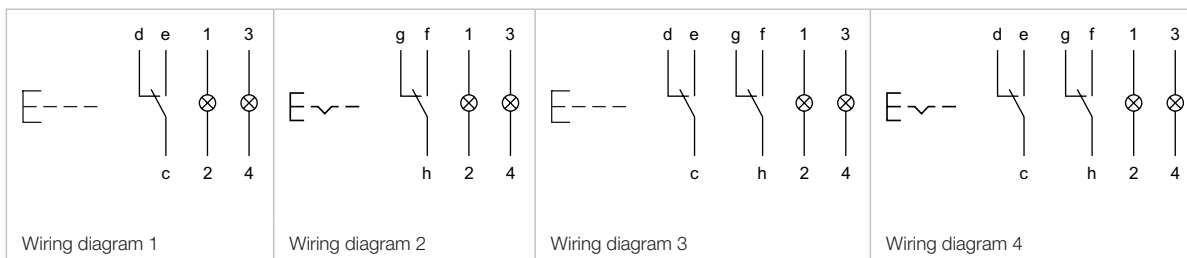 d e 1 3
c 2 4
Wiring diagram 1
g f 1 3
h 2 4
Wiring diagram 2
d e g f 1 3
c h 2 4
Wiring diagram 3
d e g f 1 3
c h 2 4
Wiring diagram 4